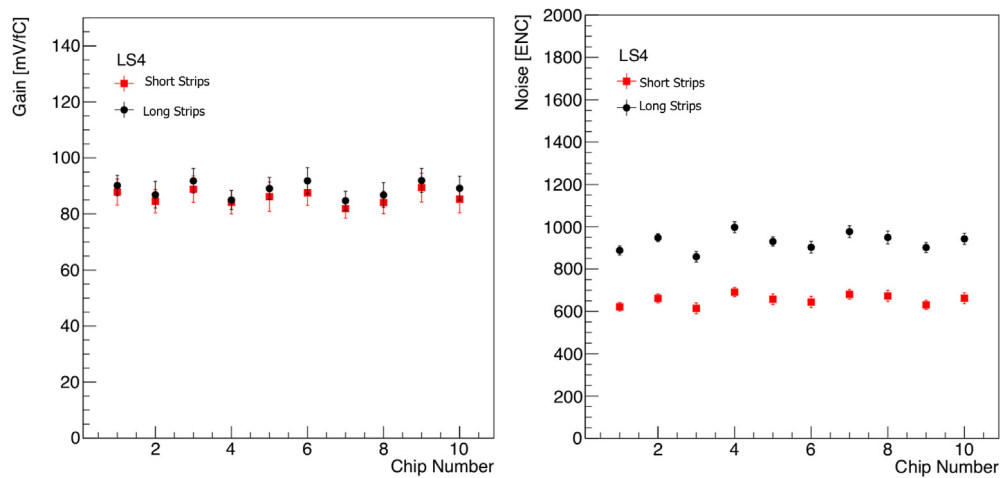 Gain [mV/fC]
140
120
100
80
60
40
20
0
LS4
Short Strips
Long Strips
2
4
6
8
10
Chip Number
Noise [ENC]
2000
1800
1600
1400
1200
1000
800
600
400
200
0
LS4
Short Strips
Long Strips
2
4
6
8
10
Chip Number